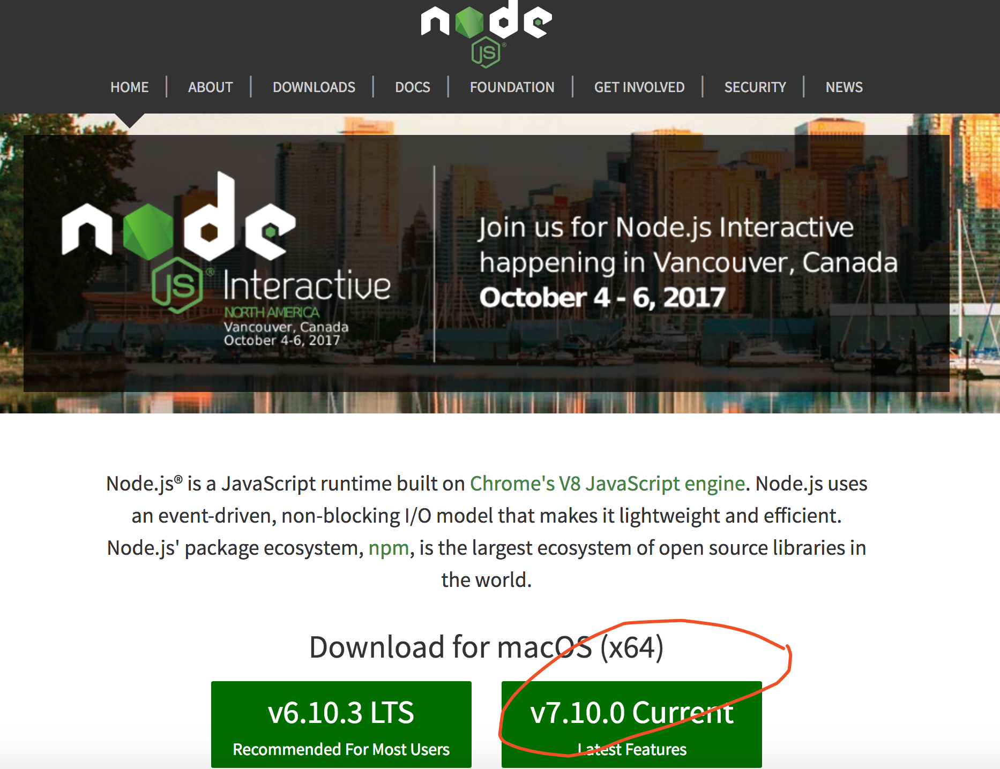 node
JS®
HOME | ABOUT | DOWNLOADS | DOCS | FOUNDATION | GET INVOLVED | SECURITY | NEWS
node
JS® Interactive
NORTH AMERICA
Vancouver, Canada
October 4-6, 2017
Join us for Node.js Interactive
happening in Vancouver, Canada
October 4 - 6, 2017
Node.js® is a JavaScript runtime built on Chrome's V8 JavaScript engine. Node.js uses
an event-driven, non-blocking I/O model that makes it lightweight and efficient.
Node.js' package ecosystem, npm, is the largest ecosystem of open source libraries in
the world.
Download for macOS (x64)
v6.10.3 LTS
Recommended For Most Users
v7.10.0 Current
Latest Features